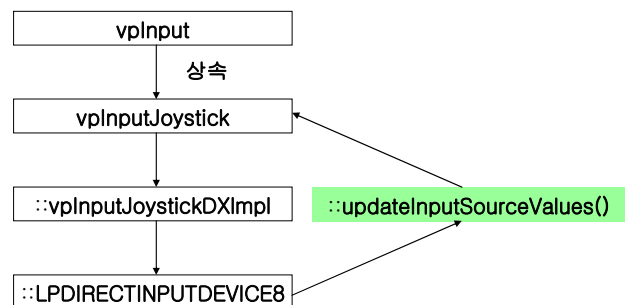 vpInput
상속
vpInputJoystick
::vpInputJoystickDXImpl
::updateInputSourceValues()
::LPDIRECTINPUTDEVICE8